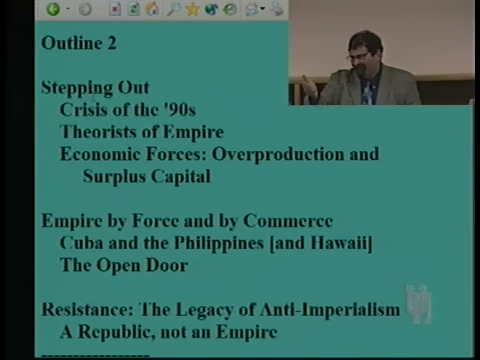 Outline 2
Stepping Out
Crisis of the '90s
Theorists of Empire
Economic Forces: Overproduction and
Surplus Capital
Empire by Force and by Commerce
Cuba and the Philippines [and Hawaii]
The Open Door
Resistance: The Legacy of Anti-Imperialism
A Republic, not an Empire